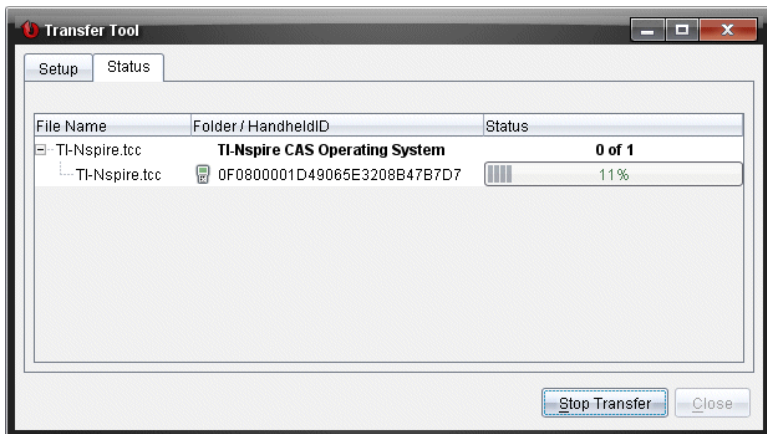 Transfer Tool
Setup Status
File Name Folder / HandheldID Status
TI-Nspire.tcc TI-Nspire CAS Operating System 0 of 1
TI-Nspire.tcc 0F0800001D49065E3208B47B7D7 11%
Stop Transfer Close